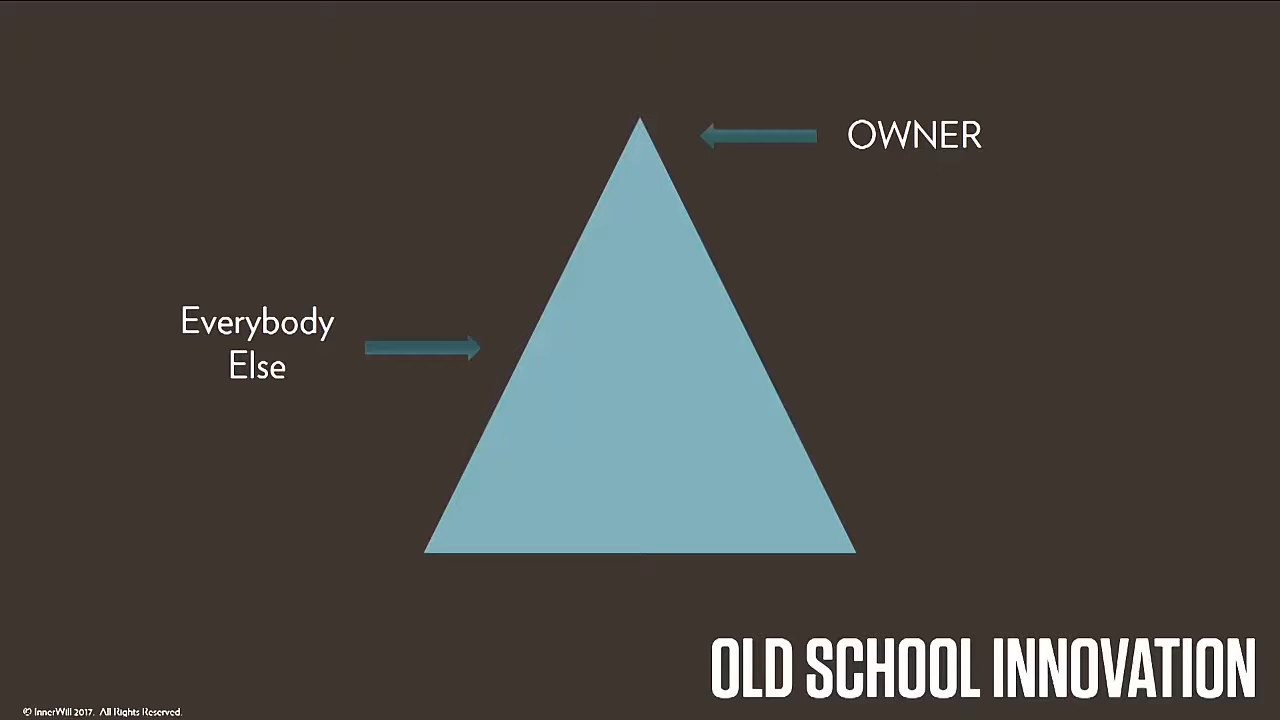 OWNER
Everybody
Else
OLD SCHOOL INNOVATION
© InnerWill 2017. All Rights Reserved.